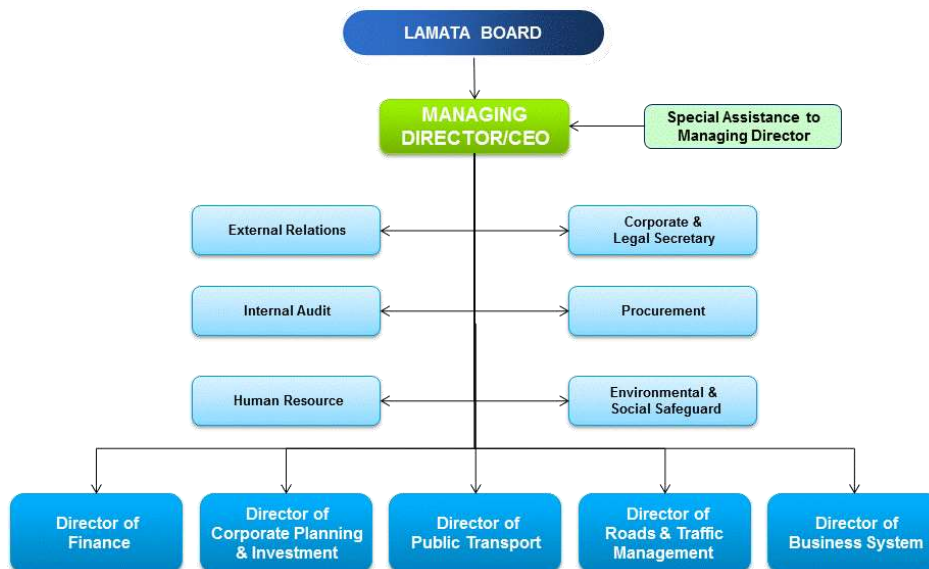 LAMATA BOARD
MANAGING
DIRECTOR/CEO
Special Assistance to
Managing Director
External Relations
Corporate &
Legal Secretary
Internal Audit
Procurement
Human Resource
Environmental &
Social Safeguard
Director of
Finance
Director of
Corporate Planning
& Investment
Director of
Public Transport
Director of
Roads & Traffic
Management
Director of
Business System